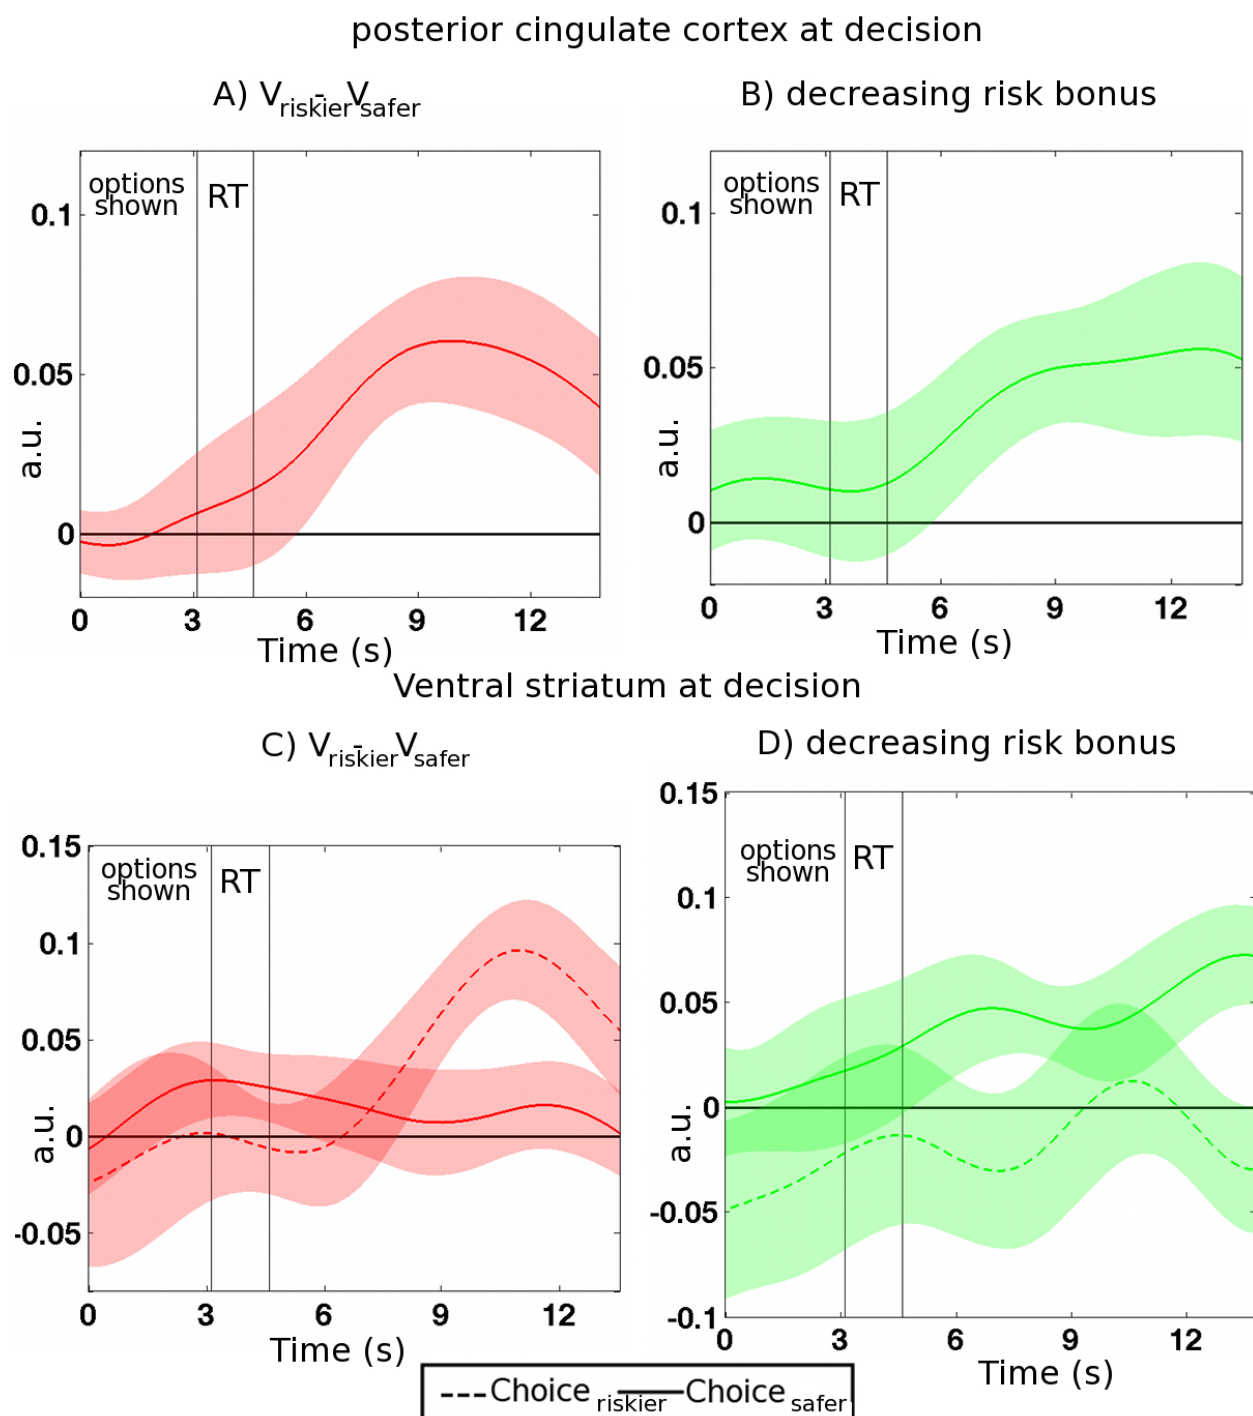 posterior cingulate cortex at decision
A) Vriskier - Vsafer
B) decreasing risk bonus
options
shown
RT
0.1
0.05
0
a.u.
0 3 6 9 12
Time (s)
options
shown
RT
0.1
0.05
0
a.u.
0 3 6 9 12
Time (s)
Ventral striatum at decision
C) Vriskier - Vsafer
D) decreasing risk bonus
options
shown
RT
0.15
0.1
0.05
0
-0.05
a.u.
0 3 6 9 12
Time (s)
options
shown
RT
0.15
0.1
0.05
0
-0.05
-0.1
a.u.
0 3 6 9 12
Time (s)
Choice riskier Choice safer